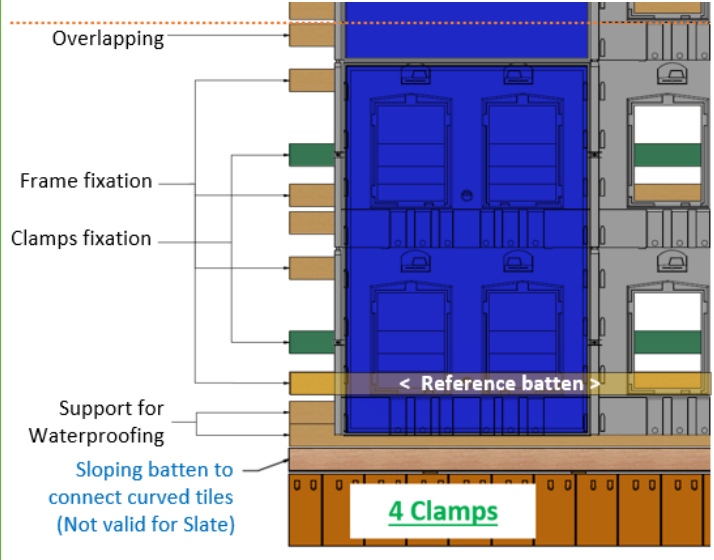 Overlapping
Frame fixation
Clamps fixation
< Reference batten >
Support for
Waterproofing
Sloping batten to
connect curved tiles
(Not valid for Slate)
4 Clamps